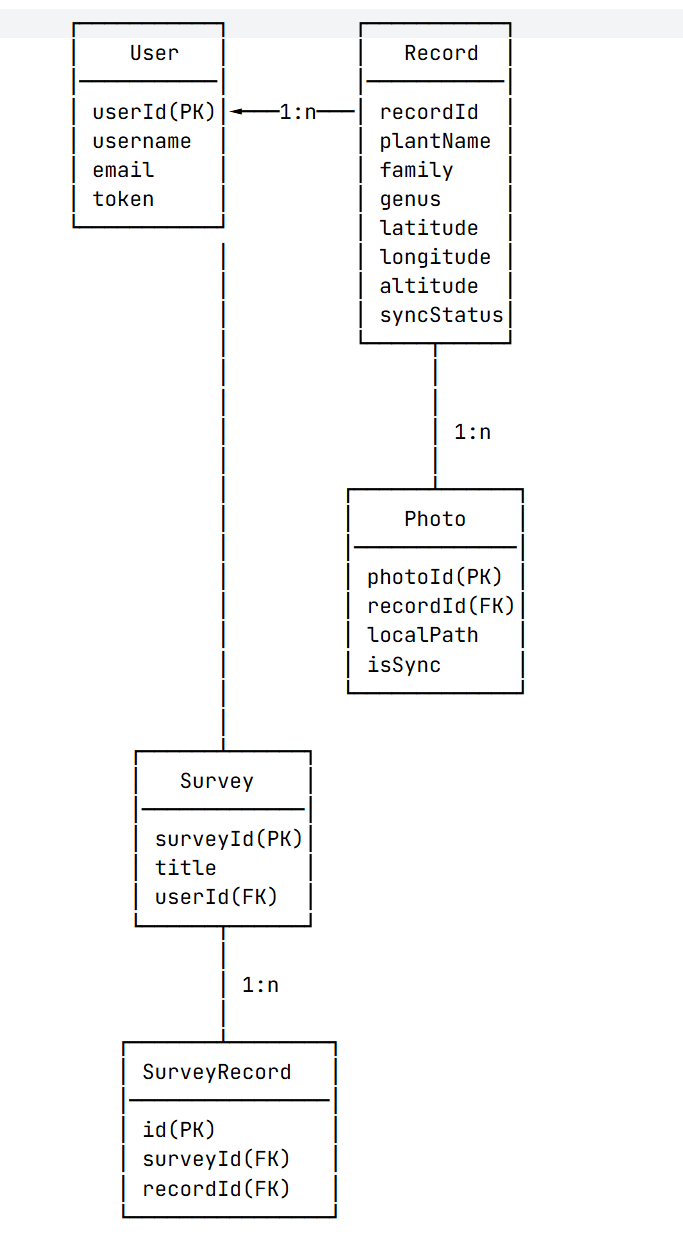 User
userId(PK)
username
email
token
1:n
Record
recordId
plantName
family
genus
latitude
longitude
altitude
syncStatus
1:n
Photo
photoId(PK)
recordId(FK)
localPath
isSync
Survey
surveyId(PK)
title
userId(FK)
1:n
SurveyRecord
id(PK)
surveyId(FK)
recordId(FK)